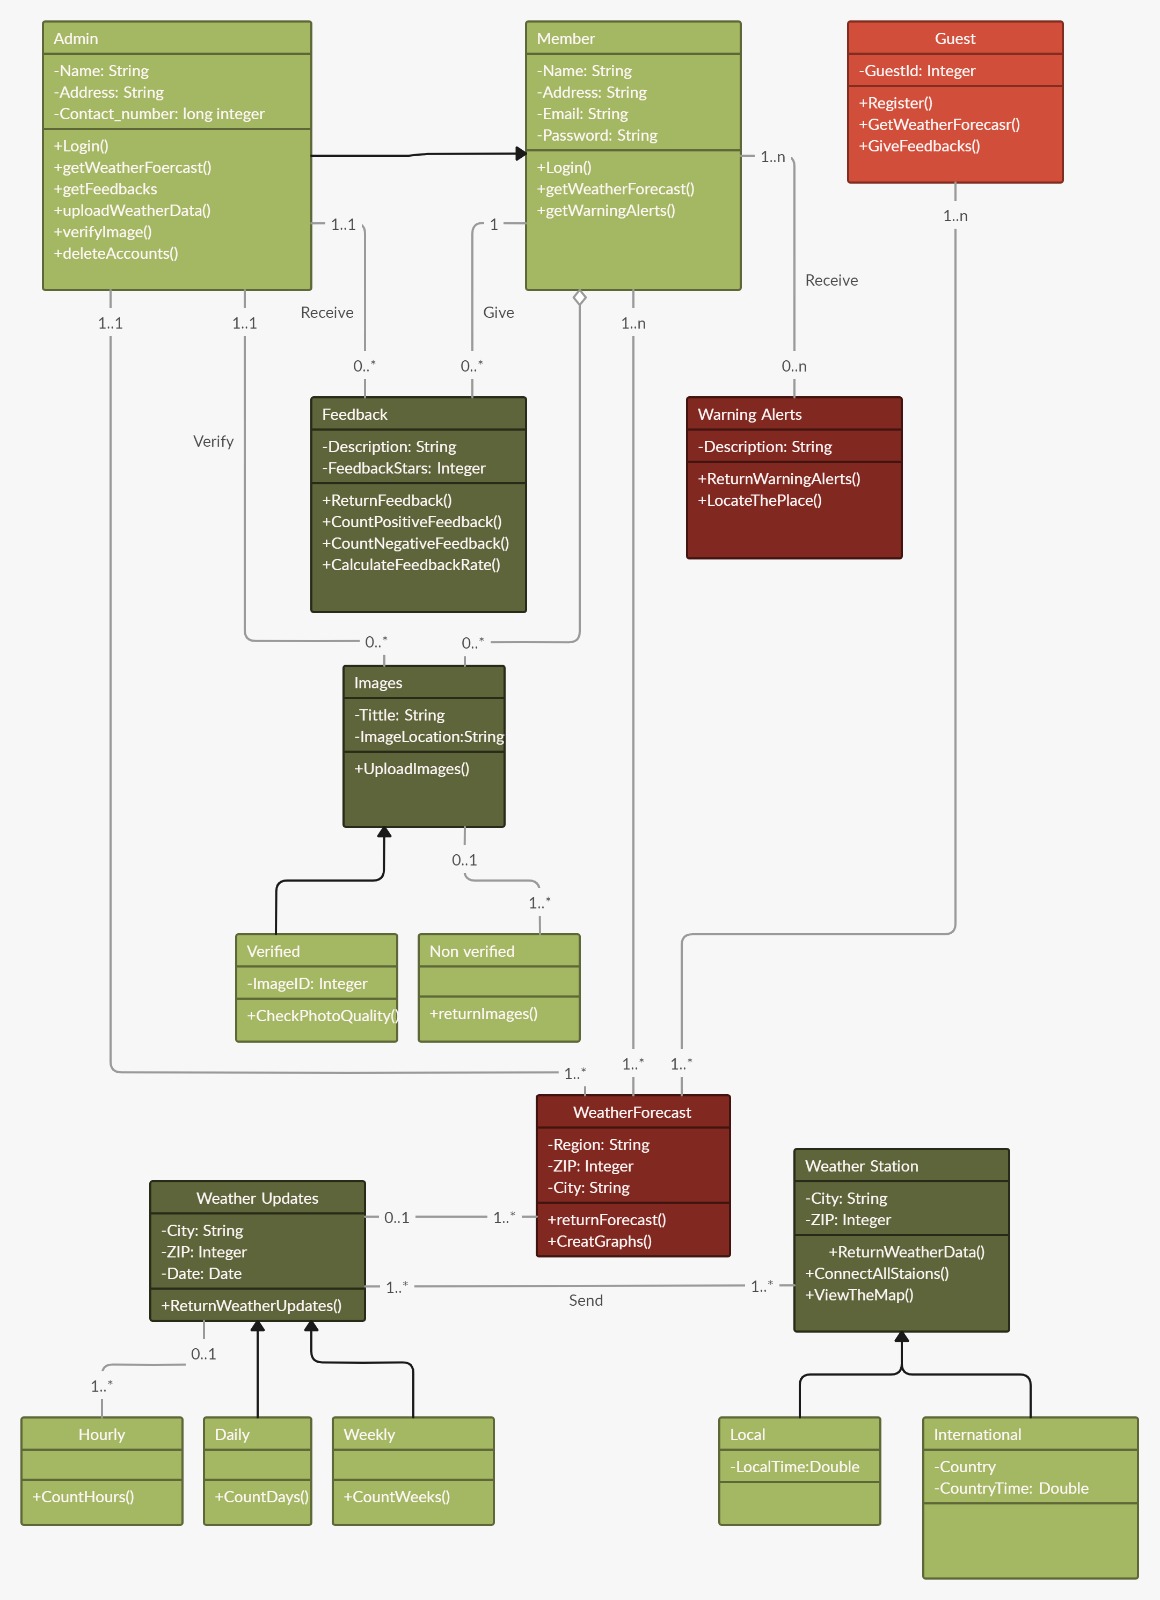 Admin
-Name: String
-Address: String
-Contact_number: long integer
+Login()
+getWeatherFoercast()
+getFeedbacks
+uploadWeatherData()
+verifyImage()
+deleteAccounts()
Member
-Name: String
-Address: String
-Email: String
-Password: String
+Login()
+getWeatherForecast()
+getWarningAlerts()
Guest
-GuestId: Integer
+Register()
+GetWeatherForecasr()
+GiveFeedbacks()
1..n
1..1
1
1..n
Receive
Receive
Give
1..1
1..1
1..n
0..*
0..*
0..n
Verify
Feedback
-Description: String
-FeedbackStars: Integer
+ReturnFeedback()
+CountPositiveFeedback()
+CountNegativeFeedback()
+CalculateFeedbackRate()
Warning Alerts
-Description: String
+ReturnWarningAlerts()
+LocateThePlace()
0..*
0..*
Images
-Tittle: String
-ImageLocation:String
+UploadImages()
0..1
1..*
Verified
-ImageID: Integer
+CheckPhotoQuality()
Non verified
+returnImages()
1..*
1..*
1..*
WeatherForecast
-Region: String
-ZIP: Integer
-City: String
+returnForecast()
+CreatGraphs()
Weather Updates
-City: String
-ZIP: Integer
-Date: Date
+ReturnWeatherUpdates()
0..1
1..*
1..*
1..*
Send
Weather Station
-City: String
-ZIP: Integer
+ReturnWeatherData()
+ConnectAllStaions()
+ViewTheMap()
0..1
1..*
Hourly
+CountHours()
Daily
+CountDays()
Weekly
+CountWeeks()
Local
-LocalTime:Double
International
-Country
-CountryTime: Double